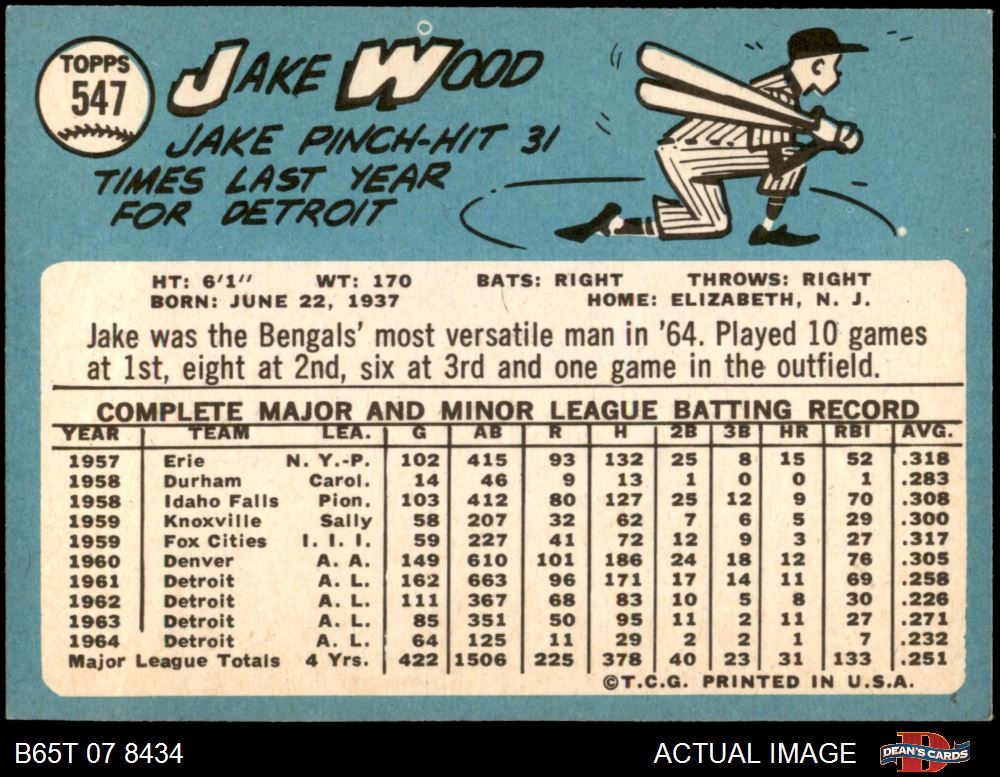 TOPPS
547
JAKE WOOD
JAKE PINCH-HIT 31
TIMES LAST YEAR
FOR DETROIT
HT: 6'1" WT: 170 BATS: RIGHT THROWS: RIGHT
BORN: JUNE 22, 1937 HOME: ELIZABETH, N. J.
Jake was the Bengals' most versatile man in '64. Played 10 games
at 1st, eight at 2nd, six at 3rd and one game in the outfield.
COMPLETE MAJOR AND MINOR LEAGUE BATTING RECORD
YEAR TEAM LEA. G AB R H 2B 3B HR RBI AVG.
1957 Erie N. Y.-P. 102 415 93 132 25 8 15 52 .318
1958 Durham Carol. 14 46 9 13 1 0 0 1 .283
1958 Idaho Falls Pion. 103 412 80 127 25 12 9 70 .308
1959 Knoxville Sally 58 207 32 62 7 6 5 29 .300
1959 Fox Cities I. I. I. 59 227 41 72 12 9 3 27 .317
1960 Denver A. A. 149 610 101 186 24 18 12 76 .305
1961 Detroit A. L. 162 663 96 171 17 14 11 69 .258
1962 Detroit A. L. 111 367 68 83 10 5 8 30 .226
1963 Detroit A. L. 85 351 50 95 11 2 11 27 .271
1964 Detroit A. L. 64 125 11 29 2 2 1 7 .232
Major League Totals 4 Yrs. 422 1506 225 378 40 23 31 133 .251
©T.C.G. PRINTED IN U.S.A.
B65T 07 8434 ACTUAL IMAGE DEAN'S CARDS